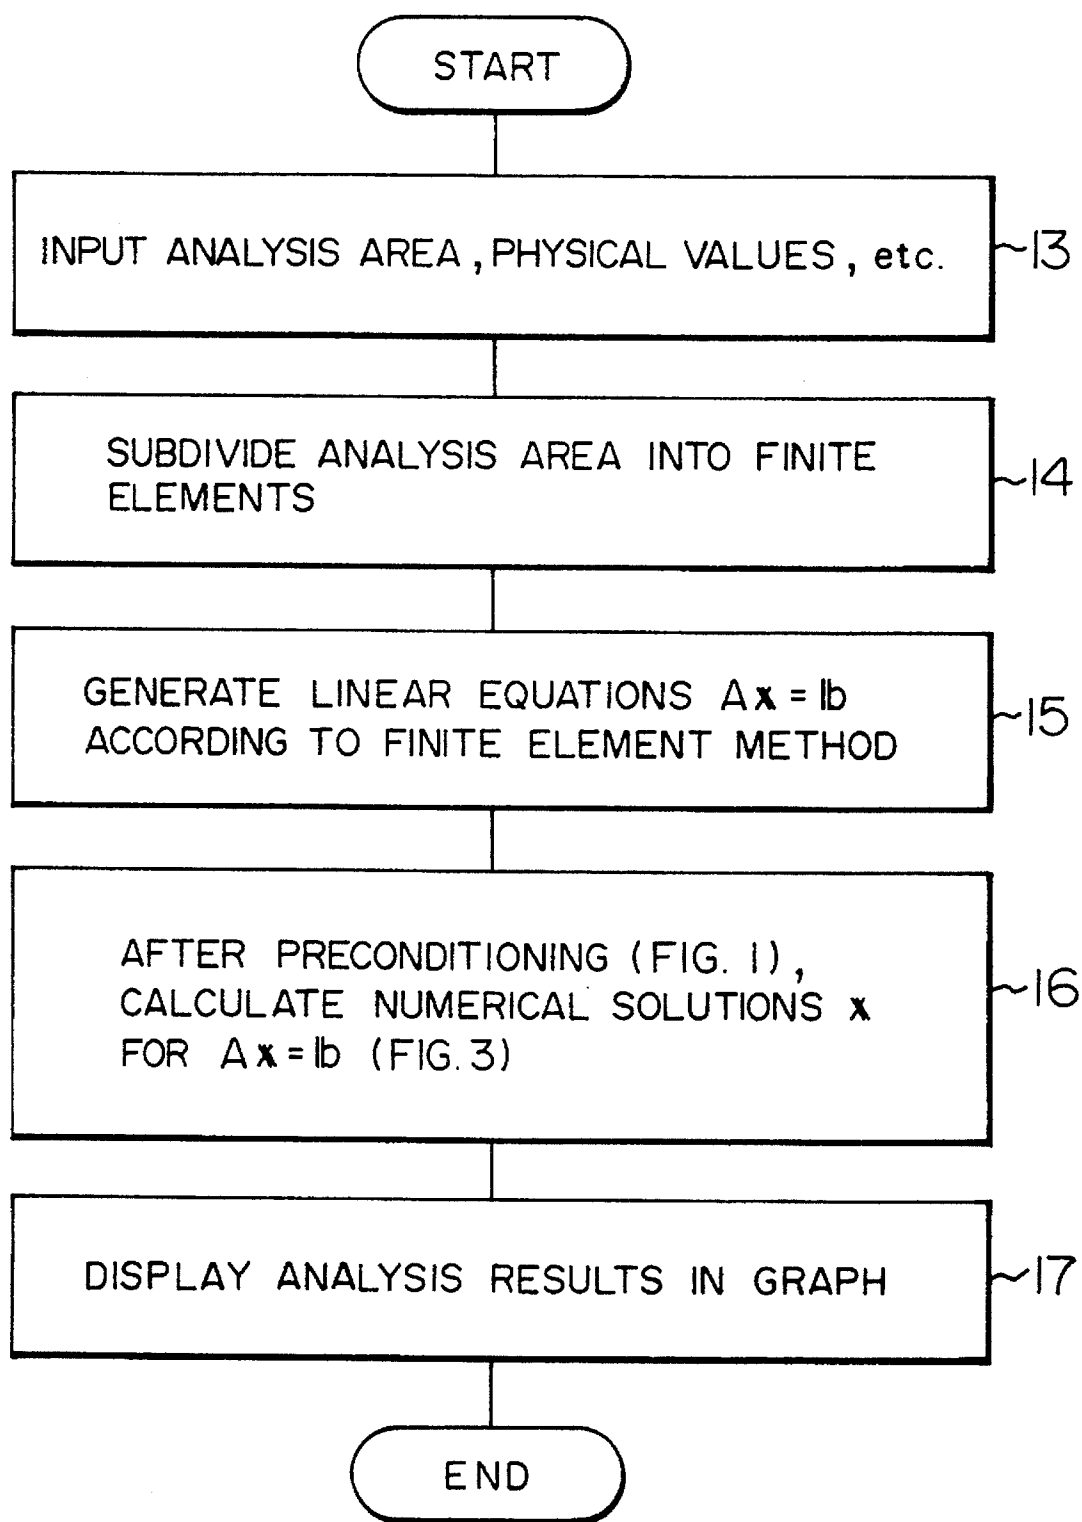 START
INPUT ANALYSIS AREA, PHYSICAL VALUES, etc.
13
SUBDIVIDE ANALYSIS AREA INTO FINITE
ELEMENTS
14
GENERATE LINEAR EQUATIONS A𝕩=𝕓
ACCORDING TO FINITE ELEMENT METHOD
15
AFTER PRECONDITIONING (FIG. 1),
CALCULATE NUMERICAL SOLUTIONS 𝕩
FOR A𝕩=𝕓 (FIG. 3)
16
DISPLAY ANALYSIS RESULTS IN GRAPH
17
END